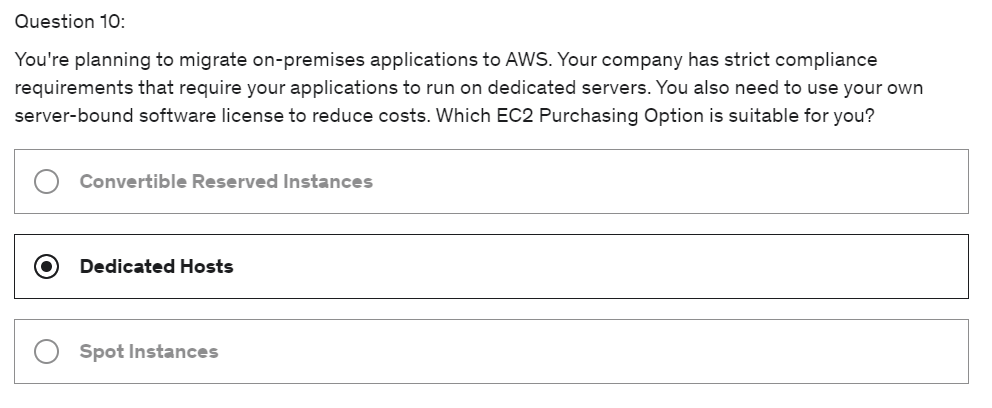 Question 10:
You're planning to migrate on-premises applications to AWS. Your company has strict compliance
requirements that require your applications to run on dedicated servers. You also need to use your own
server-bound software license to reduce costs. Which EC2 Purchasing Option is suitable for you?
Convertible Reserved Instances
Dedicated Hosts
Spot Instances